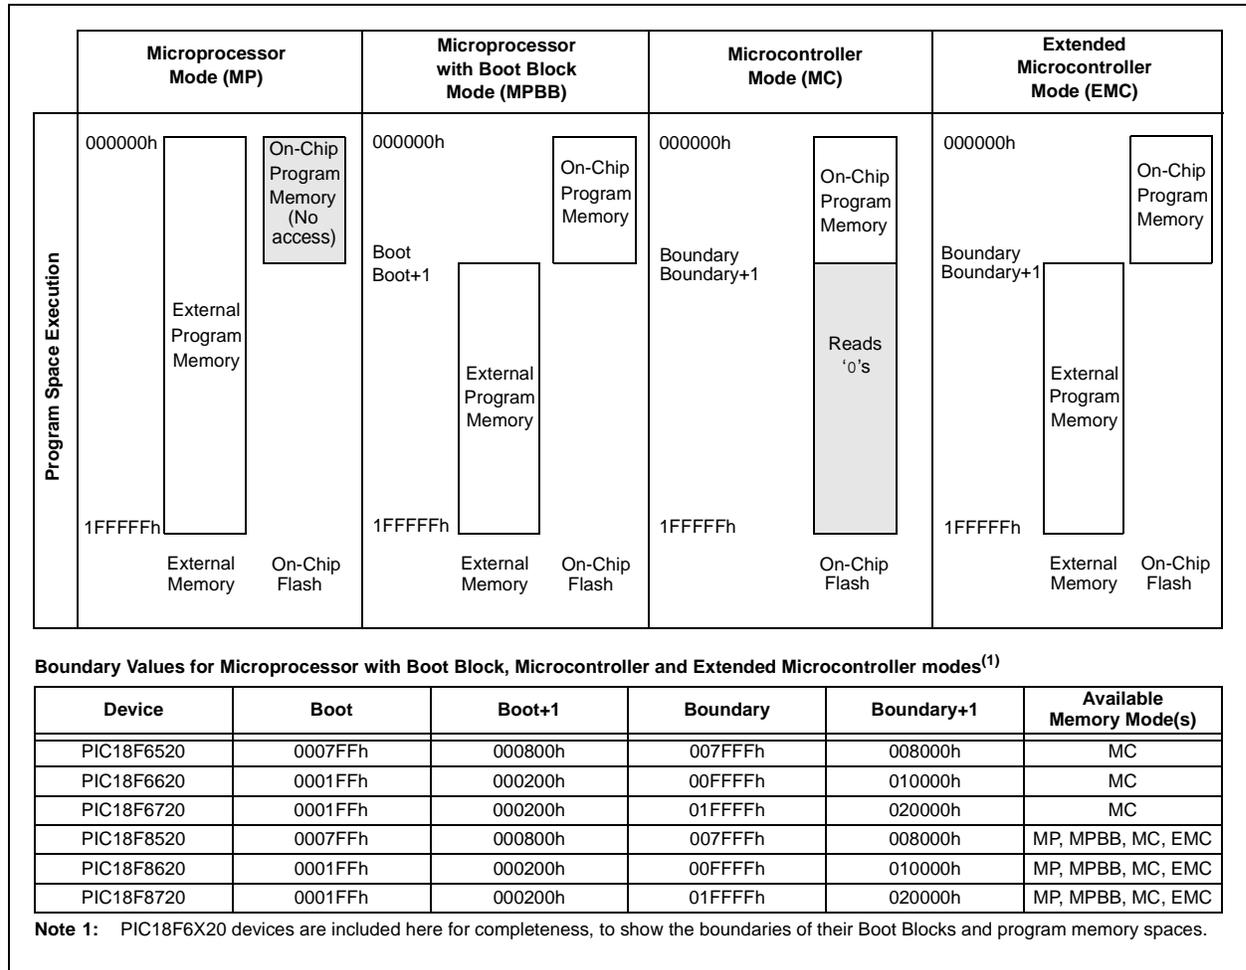 Microprocessor
Mode (MP)
Microprocessor
with Boot Block
Mode (MPBB)
Microcontroller
Mode (MC)
Extended
Microcontroller
Mode (EMC)
Program Space Execution
000000h
External
Program
Memory
1FFFFFh
On-Chip
Program
Memory
(No
access)
External
Memory
On-Chip
Flash
000000h
On-Chip
Program
Memory
Boot
Boot+1
External
Program
Memory
1FFFFFh
External
Memory
On-Chip
Flash
000000h
On-Chip
Program
Memory
Boundary
Boundary+1
Reads
‘0’s
1FFFFFh
On-Chip
Flash
000000h
On-Chip
Program
Memory
Boundary
Boundary+1
External
Program
Memory
1FFFFFh
External
Memory
On-Chip
Flash
Boundary Values for Microprocessor with Boot Block, Microcontroller and Extended Microcontroller modes(1)
Device Boot Boot+1 Boundary Boundary+1 Available Memory Mode(s)
PIC18F6520 0007FFh 000800h 007FFFh 008000h MC
PIC18F6620 0001FFh 000200h 00FFFFh 010000h MC
PIC18F6720 0001FFh 000200h 01FFFFh 020000h MC
PIC18F8520 0007FFh 000800h 007FFFh 008000h MP, MPBB, MC, EMC
PIC18F8620 0001FFh 000200h 00FFFFh 010000h MP, MPBB, MC, EMC
PIC18F8720 0001FFh 000200h 01FFFFh 020000h MP, MPBB, MC, EMC
Note 1: PIC18F6X20 devices are included here for completeness, to show the boundaries of their Boot Blocks and program memory spaces.